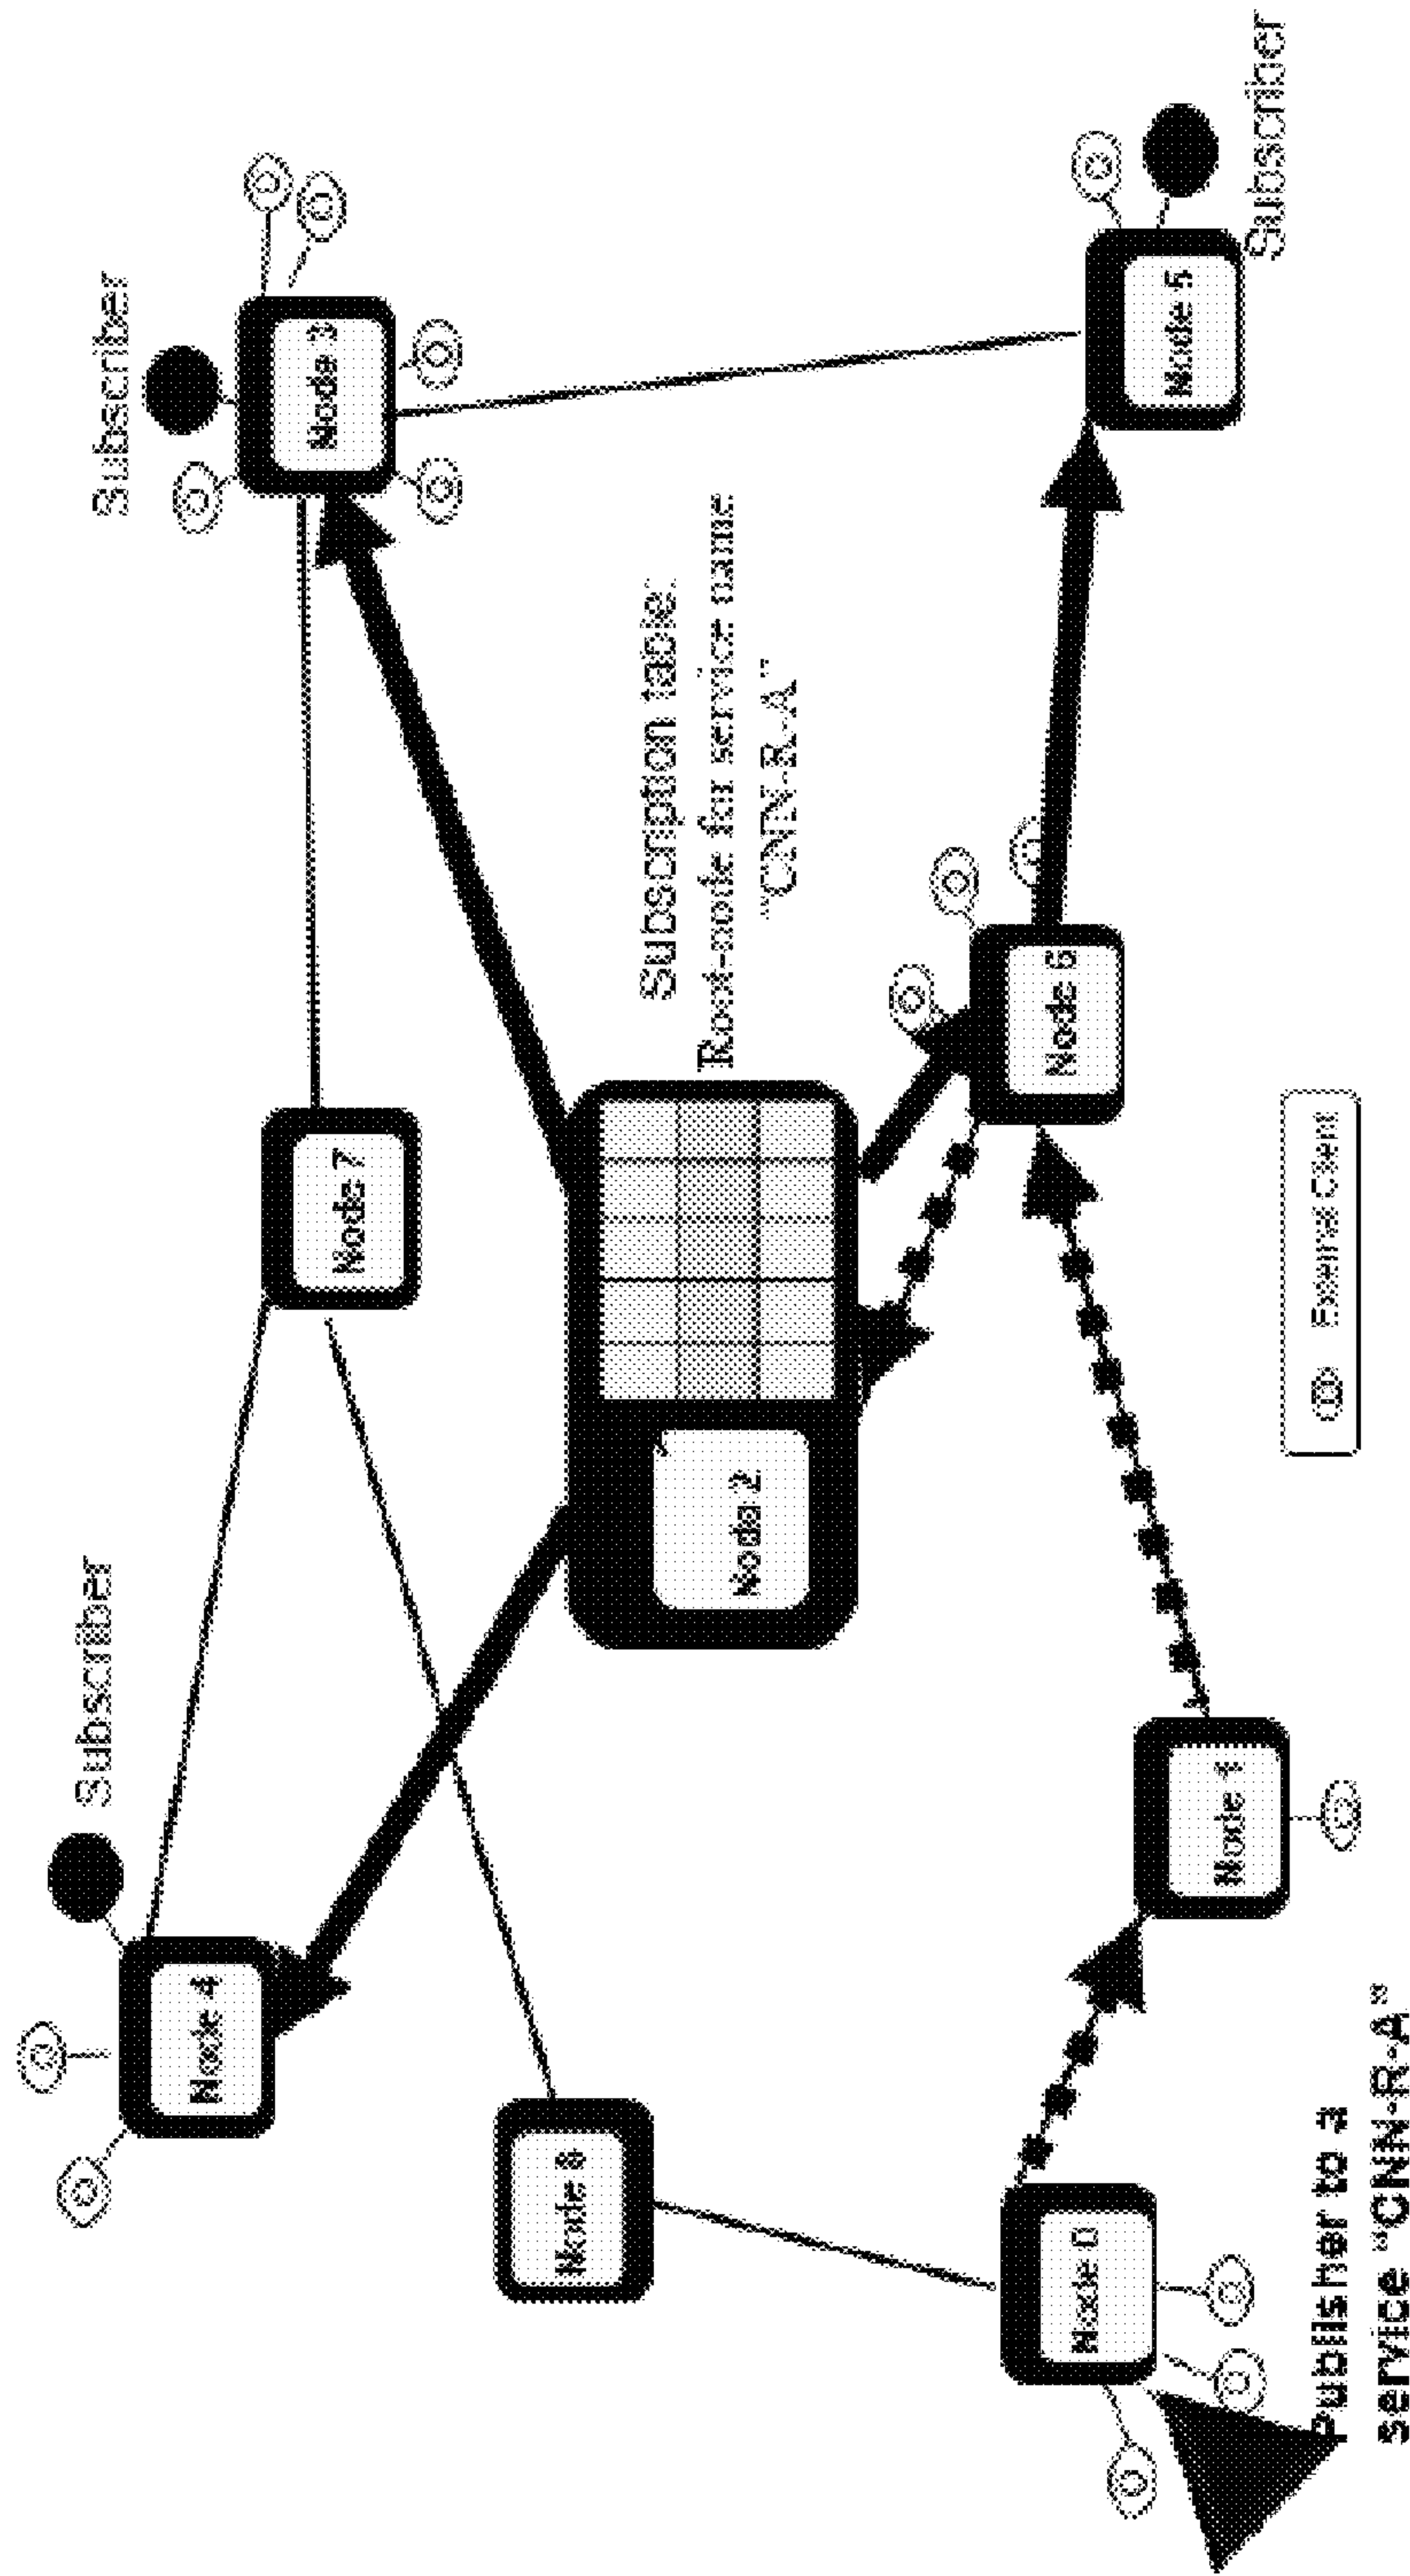 Subscriber
Subscriber
Node 4
Node 7
Node 3
Node 8
Node 2
Subscription table:
Root-node for service name
"CNN-R-A"
Node 0
Node 1
Node 6
Node 5
Subscriber
External Client
Publisher to a
service "CNN-R-A"